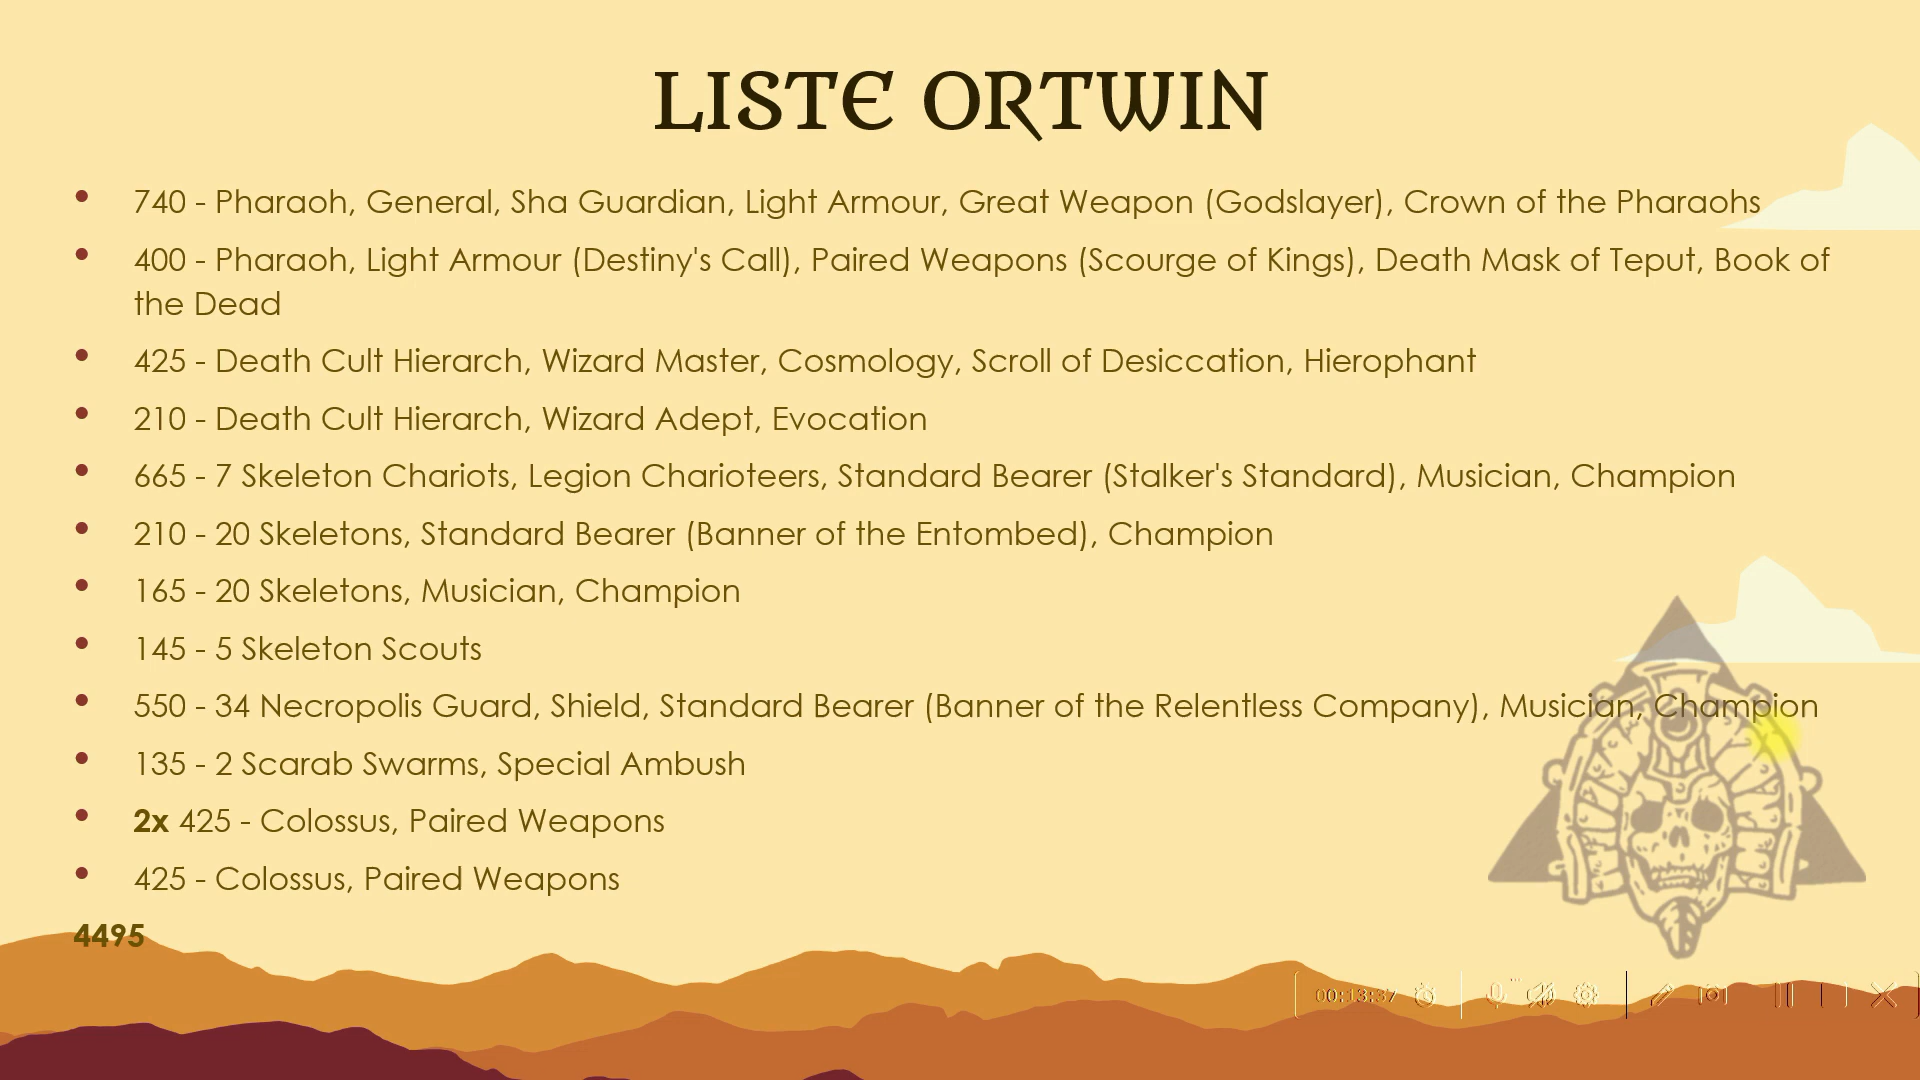 LISTE ORTWIN
• 740 - Pharaoh, General, Sha Guardian, Light Armour, Great Weapon (Godslayer), Crown of the Pharaohs
• 400 - Pharaoh, Light Armour (Destiny's Call), Paired Weapons (Scourge of Kings), Death Mask of Teput, Book of
the Dead
• 425 - Death Cult Hierarch, Wizard Master, Cosmology, Scroll of Desiccation, Hierophant
• 210 - Death Cult Hierarch, Wizard Adept, Evocation
• 665 - 7 Skeleton Chariots, Legion Charioteers, Standard Bearer (Stalker's Standard), Musician, Champion
• 210 - 20 Skeletons, Standard Bearer (Banner of the Entombed), Champion
• 165 - 20 Skeletons, Musician, Champion
• 145 - 5 Skeleton Scouts
• 550 - 34 Necropolis Guard, Shield, Standard Bearer (Banner of the Relentless Company), Musician, Champion
• 135 - 2 Scarab Swarms, Special Ambush
• 2x 425 - Colossus, Paired Weapons
• 425 - Colossus, Paired Weapons
4495
00:13:37